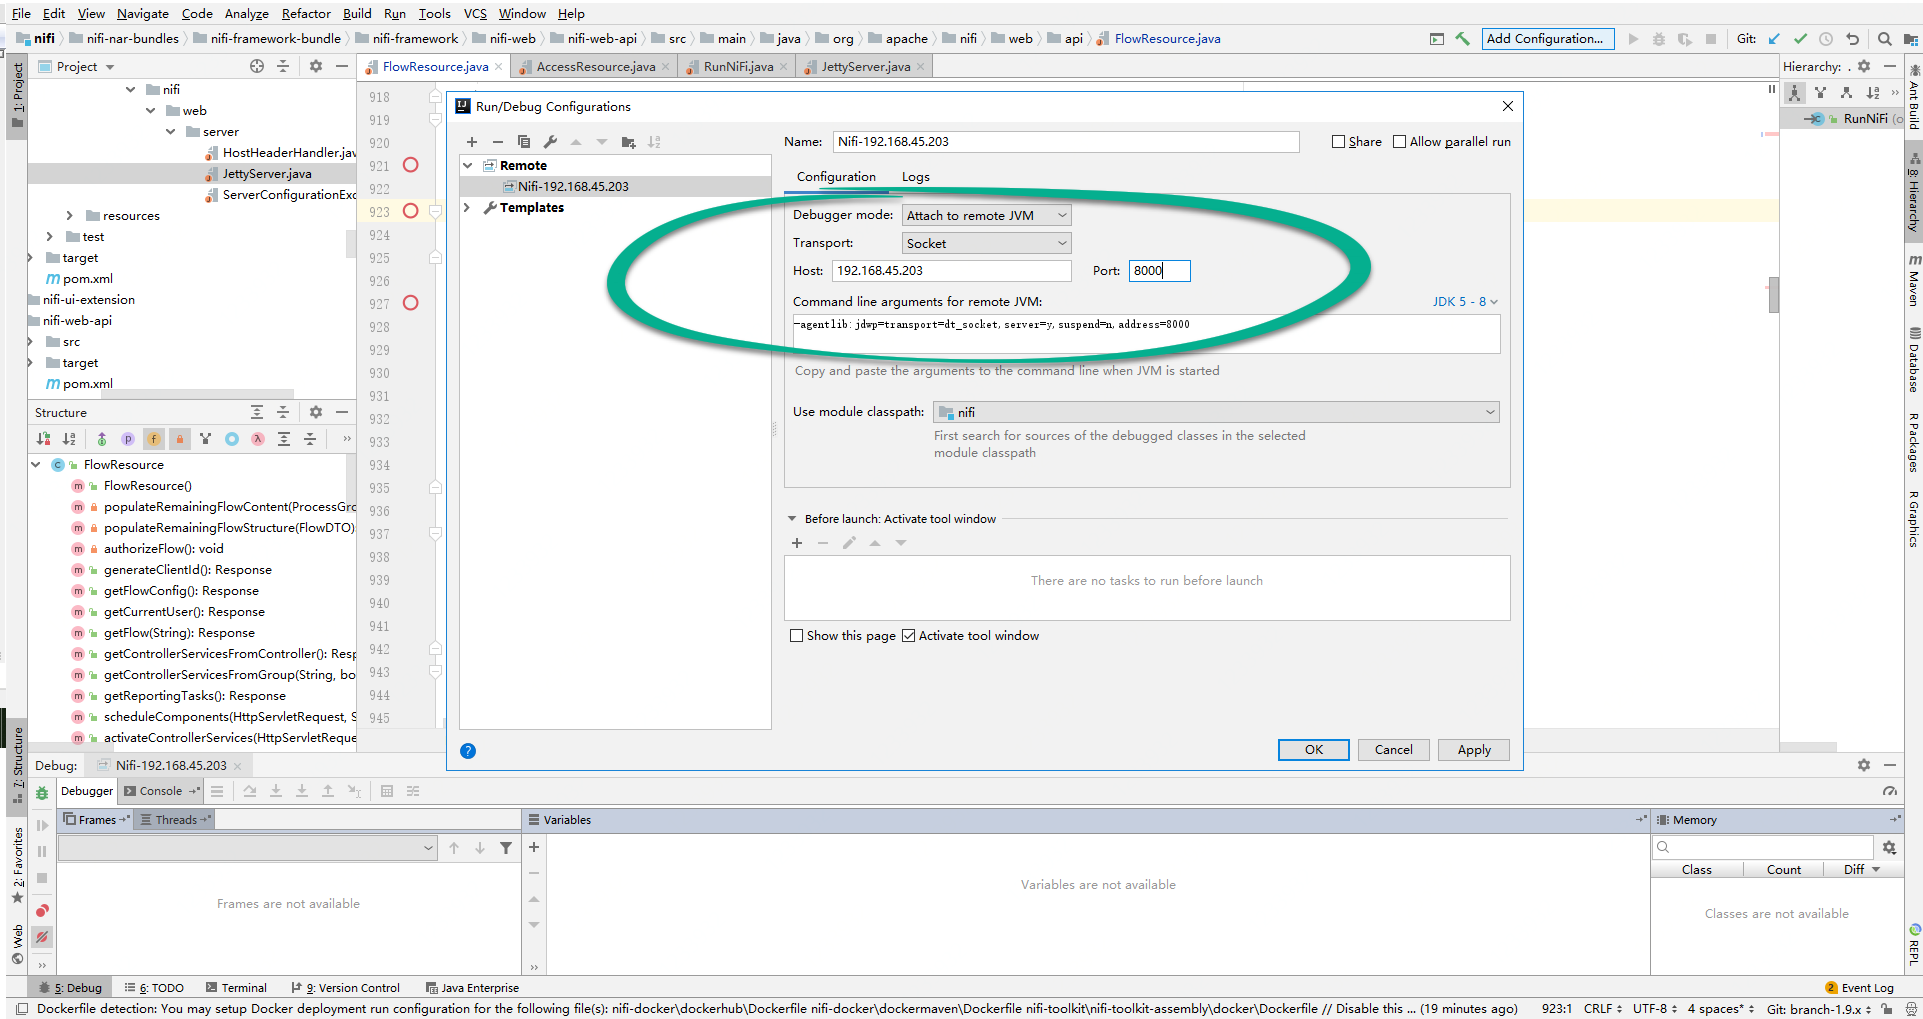 File Edit View Navigate Code Analyze Refactor Build Run Tools VCS Window Help
nifi nifi-nar-bundles nifi-framework-bundle nifi-framework nifi-web nifi-web-api src main java org apache nifi web api FlowResource.java Add Configuration... Git:
Project FlowResource.java AccessResource.java RunNiFi.java JettyServer.java Hierarchy: .
1: Project
nifi
web
server
HostHeaderHandler.jav
JettyServer.java
ServerConfigurationExc
resources
test
target
pom.xml
nifi-ui-extension
nifi-web-api
src
target
pom.xml
Structure
FlowResource
FlowResource()
populateRemainingFlowContent(ProcessGro
populateRemainingFlowStructure(FlowDTO)
authorizeFlow(): void
generateClientId(): Response
getFlowConfig(): Response
getCurrentUser(): Response
getFlow(String): Response
getControllerServicesFromController(): Resp
getControllerServicesFromGroup(String, bo
getReportingTasks(): Response
scheduleComponents(HttpServletRequest, S
activateControllerServices(HttpServletReque
918
919
920
921
922
923
924
925
926
927
928
929
930
931
932
933
934
935
936
937
938
939
940
941
942
943
944
945
Run/Debug Configurations
Remote
Nifi-192.168.45.203
Templates
Name: Nifi-192.168.45.203 Share Allow parallel run
Configuration Logs
Debugger mode: Attach to remote JVM
Transport: Socket
Host: 192.168.45.203 Port: 8000
Command line arguments for remote JVM: JDK 5 - 8
-agentlib:jdwp=transport=dt_socket,server=y,suspend=n,address=8000
Copy and paste the arguments to the command line when JVM is started
Use module classpath: nifi
First search for sources of the debugged classes in the selected
module classpath
Before launch: Activate tool window
There are no tasks to run before launch
Show this page Activate tool window
? OK Cancel Apply
RunNiFi (o
Ant Build
8: Hierarchy
m Maven
Database
R Packages
R Graphics
REPL
7: Structure
2: Favorites
Web
Debug: Nifi-192.168.45.203
Debugger Console
Frames Threads Variables Memory
Frames are not available
Variables are not available
Class Count Diff
Classes are not available
5: Debug 6: TODO Terminal 9: Version Control Java Enterprise 2 Event Log
Dockerfile detection: You may setup Docker deployment run configuration for the following file(s): nifi-docker\dockerhub\Dockerfile nifi-docker\dockermaven\Dockerfile nifi-toolkit\nifi-toolkit-assembly\docker\Dockerfile // Disable this ... (19 minutes ago) 923:1 CRLF UTF-8 4 spaces* Git: branch-1.9.x